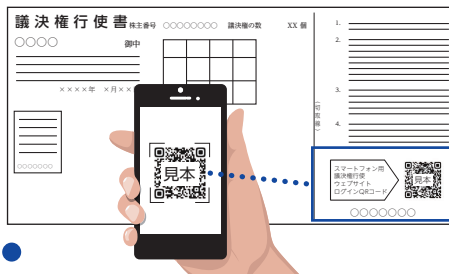 議決権行使書 株主番号 ○○○○○○○○ 議決権の数 XX 個
○○○○ 御中
××××年 ×月××
○○○○○○○
見本
1.
2.
3.
4.
スマートフォン用
議決権行使
ウェブサイト
ログインQRコード
見本
○○○○○○○